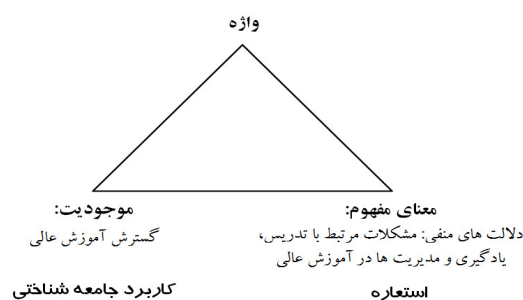 واژه
معنای مفهوم:
دلالت های منفی: مشکلات مرتبط با تدریس،
یادگیری و مدیریت ها در آموزش عالی
استعاره
موجودیت:
گسترش آموزش عالی
کاربرد جامعه شناختی